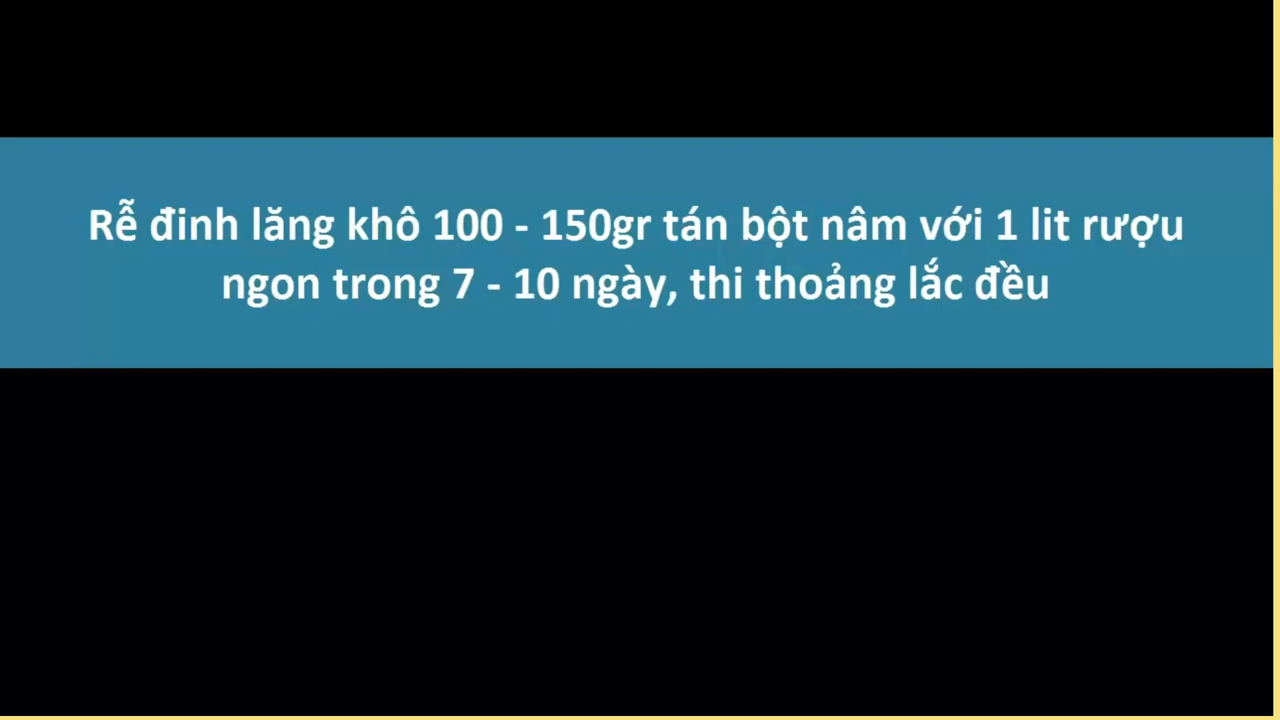 Rễ đinh lăng khô 100 - 150gr tán bột nâm với 1 lit rượu
ngon trong 7 - 10 ngày, thi thoảng lắc đều